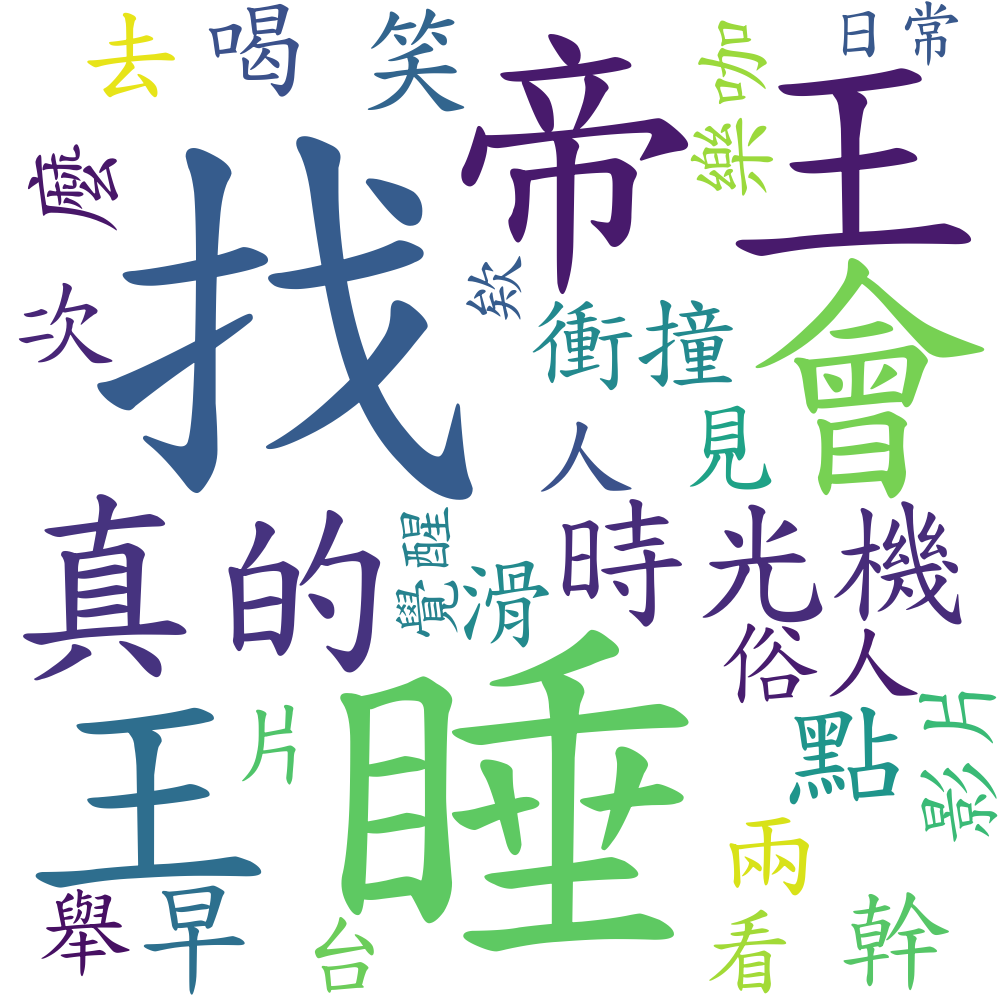 去
喝
笑
帝王
咖
樂
日常
麼
找
欸
次
衝撞
會
人
見
真的
覺醒
滑
時光機
俗人
王
片
睡
點
影片
兩
舉
早
台
看
幹